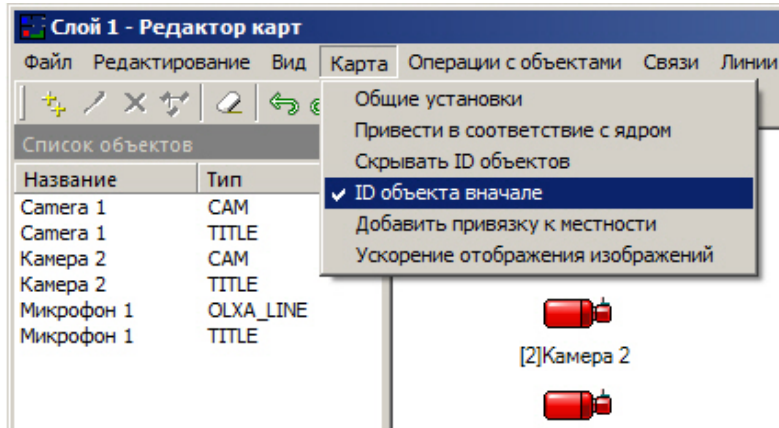 Слой 1 - Редактор карт
Файл Редактирование Вид Карта Операции с объектами Связи Линии
Общие установки
Привести в соответствие с ядром
Скрывать ID объектов
ID объекта вначале
Добавить привязку к местности
Ускорение отображения изображений
Список объектов
Название Тип
Camera 1 CAM
Camera 1 TITLE
Камера 2 CAM
Камера 2 TITLE
Микрофон 1 OLXA_LINE
Микрофон 1 TITLE
[2]Камера 2